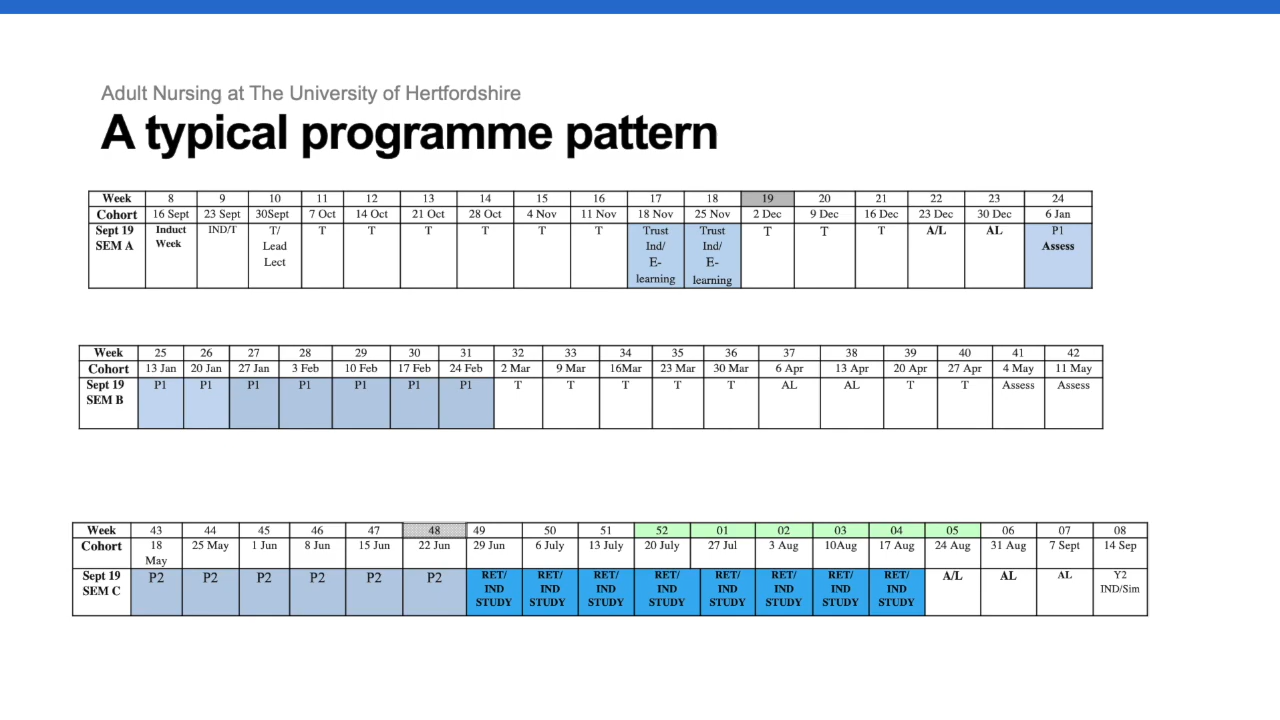 Adult Nursing at The University of Hertfordshire
A typical programme pattern
Week 8 9 10 11 12 13 14 15 16 17 18 19 20 21 22 23 24
Cohort 16 Sept 23 Sept 30Sept 7 Oct 14 Oct 21 Oct 28 Oct 4 Nov 11 Nov 18 Nov 25 Nov 2 Dec 9 Dec 16 Dec 23 Dec 30 Dec 6 Jan
Sept 19 Induct IND/T T/ T T T T T T Trust Trust T T T A/L AL P1
SEM A Week Lead Ind/ Ind/ Assess
Lect E- E-
learning learning
Week 25 26 27 28 29 30 31 32 33 34 35 36 37 38 39 40 41 42
Cohort 13 Jan 20 Jan 27 Jan 3 Feb 10 Feb 17 Feb 24 Feb 2 Mar 9 Mar 16Mar 23 Mar 30 Mar 6 Apr 13 Apr 20 Apr 27 Apr 4 May 11 May
Sept 19 P1 P1 P1 P1 P1 P1 P1 T T T T T AL AL T T Assess Assess
SEM B
Week 43 44 45 46 47 48 49 50 51 52 01 02 03 04 05 06 07 08
Cohort 18 25 May 1 Jun 8 Jun 15 Jun 22 Jun 29 Jun 6 July 13 July 20 July 27 Jul 3 Aug 10Aug 17 Aug 24 Aug 31 Aug 7 Sept 14 Sep
May
Sept 19 P2 P2 P2 P2 P2 P2 RET/ RET/ RET/ RET/ RET/ RET/ RET/ RET/ A/L AL AL Y2
SEM C IND IND IND IND IND IND IND IND IND/Sim
STUDY STUDY STUDY STUDY STUDY STUDY STUDY STUDY